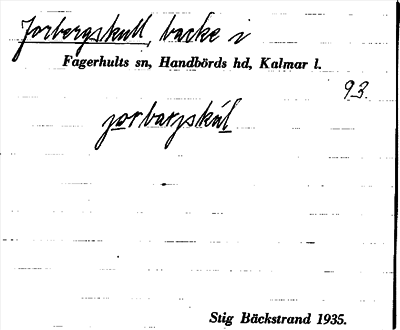 Jorbergskull, backe i
Fagerhults sn, Handbörds hd, Kalmar l.
93.
Stig Bäckstrand 1935.